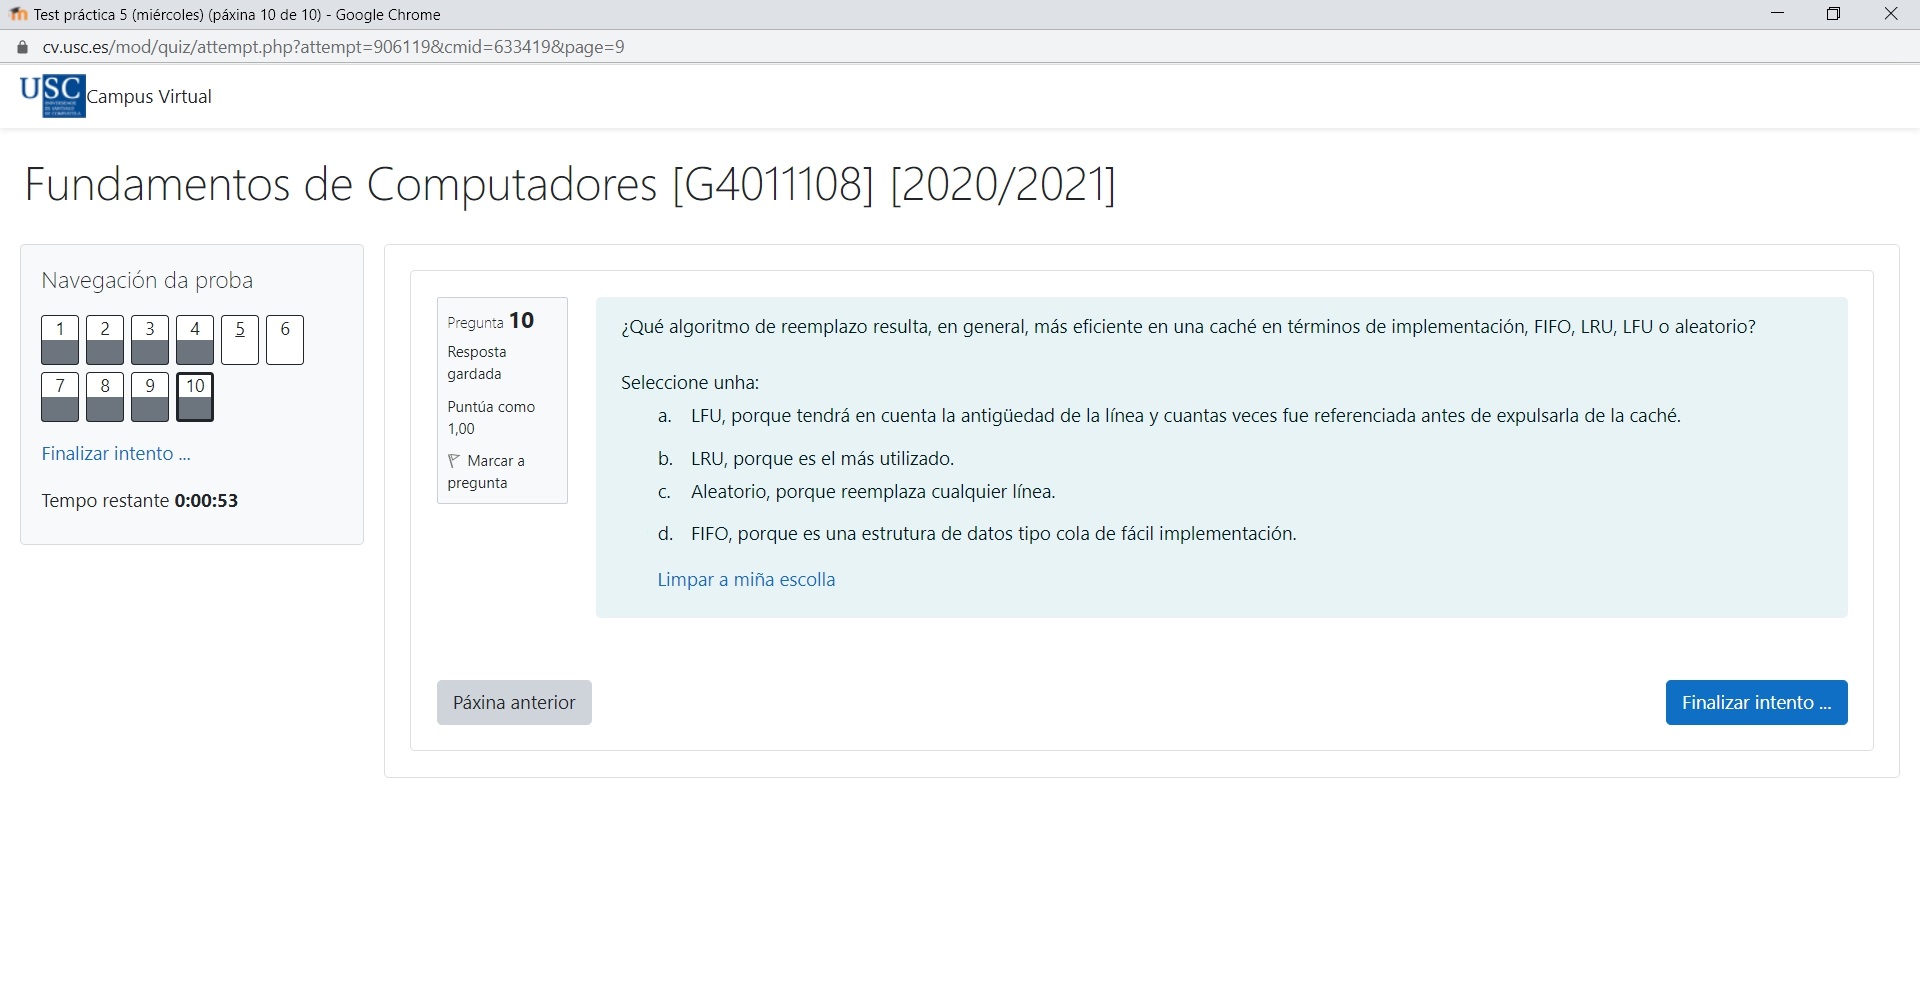 Test práctica 5 (miércoles) (páxina 10 de 10) - Google Chrome
cv.usc.es/mod/quiz/attempt.php?attempt=906119&cmid=633419&page=9
USC
Campus Virtual
Fundamentos de Computadores [G4011108] [2020/2021]
Navegación da proba
1 2 3 4 5 6
7 8 9 10
Finalizar intento ...
Tempo restante 0:00:53
Pregunta 10
Resposta
gardada
Puntúa como
1,00
Marcar a
pregunta
¿Qué algoritmo de reemplazo resulta, en general, más eficiente en una caché en términos de implementación, FIFO, LRU, LFU o aleatorio?
Seleccione unha:
a. LFU, porque tendrá en cuenta la antigüedad de la línea y cuantas veces fue referenciada antes de expulsarla de la caché.
b. LRU, porque es el más utilizado.
c. Aleatorio, porque reemplaza cualquier línea.
d. FIFO, porque es una estrutura de datos tipo cola de fácil implementación.
Limpar a miña escolla
Páxina anterior
Finalizar intento ...